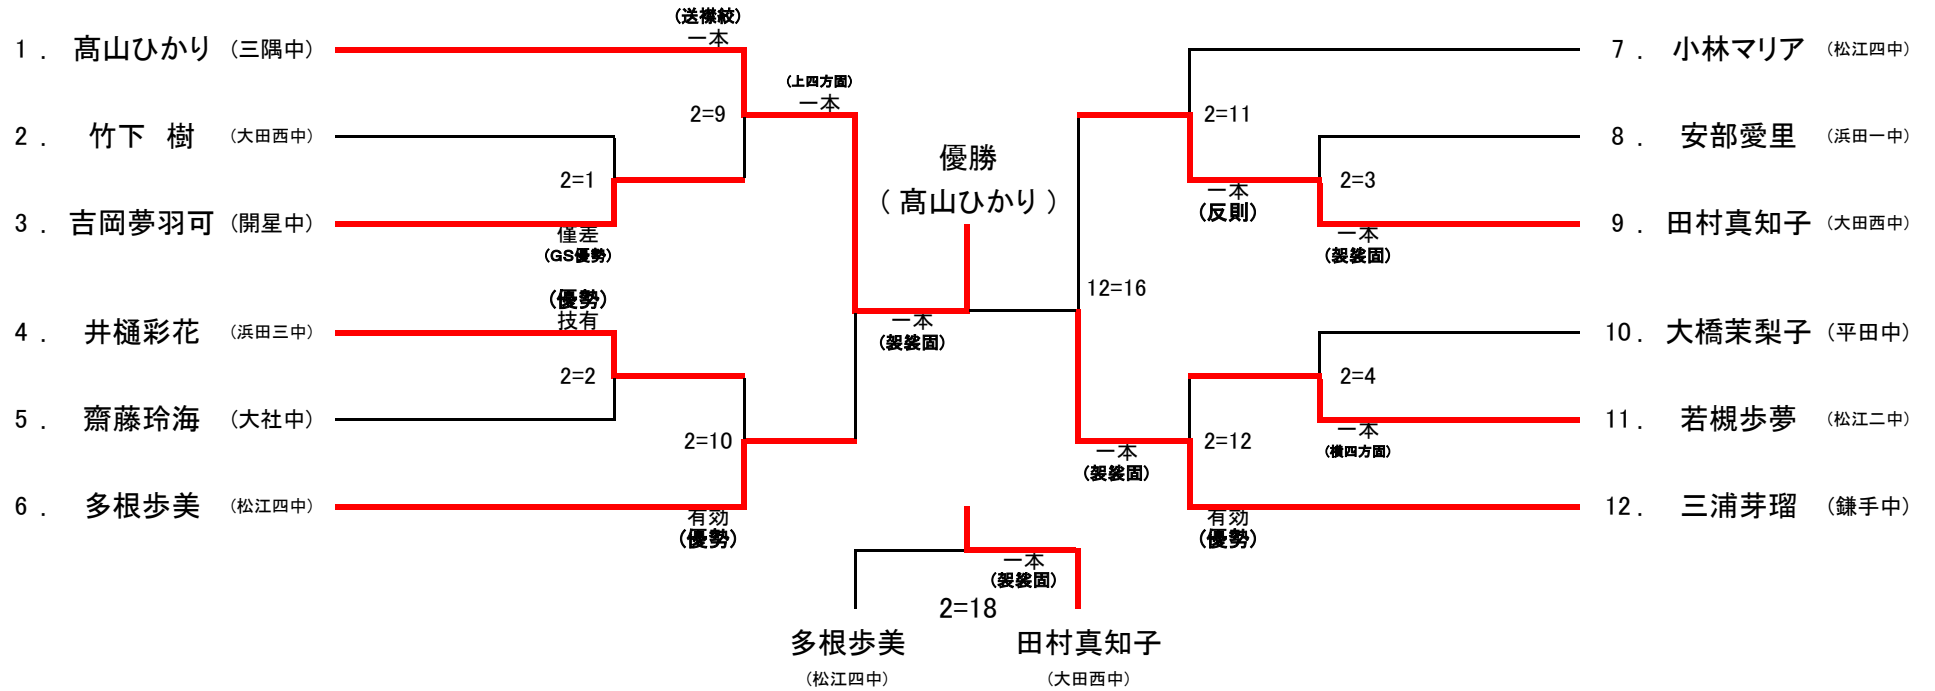 (送襟絞)
一本
1 . 髙山ひかり (三隅中)
7 . 小林マリア (松江四中)
(上四方固)
一本
2=9
2=11
2 . 竹下 樹 (大田西中)
8 . 安部愛里 (浜田一中)
優勝
(髙山ひかり)
2=1
2=3
一本
(反則)
3 . 吉岡夢羽可 (開星中)
9 . 田村真知子 (大田西中)
僅差
(GS優勢)
一本
(袈裟固)
12=16
(優勢)
技有
4 . 井樋彩花 (浜田三中)
10 . 大橋茉梨子 (平田中)
一本
(袈裟固)
2=2
2=4
5 . 齋藤玲海 (大社中)
11 . 若槻歩夢 (松江二中)
一本
(横四方固)
2=10
2=12
一本
(袈裟固)
6 . 多根歩美 (松江四中)
12 . 三浦芽瑠 (鎌手中)
有効
(優勢)
有効
(優勢)
一本
(袈裟固)
2=18
多根歩美
(松江四中)
田村真知子
(大田西中)